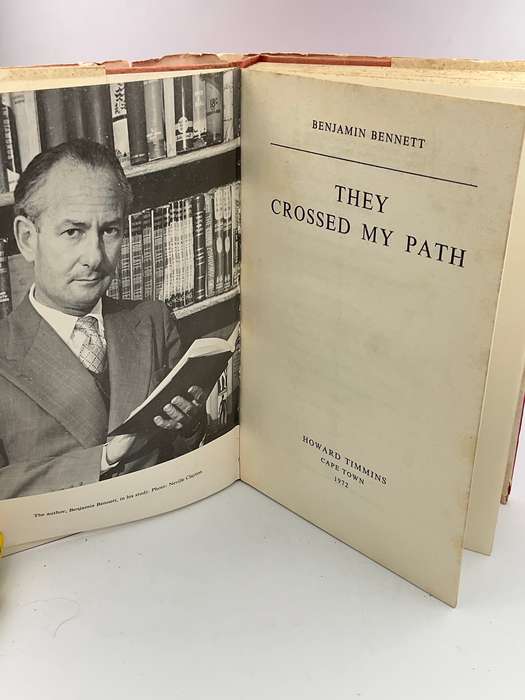 The author, Benjamin Bennett, in his study. Photo: Neville Clayton
BENJAMIN BENNETT
THEY
CROSSED MY PATH
HOWARD TIMMINS
CAPE TOWN
1972